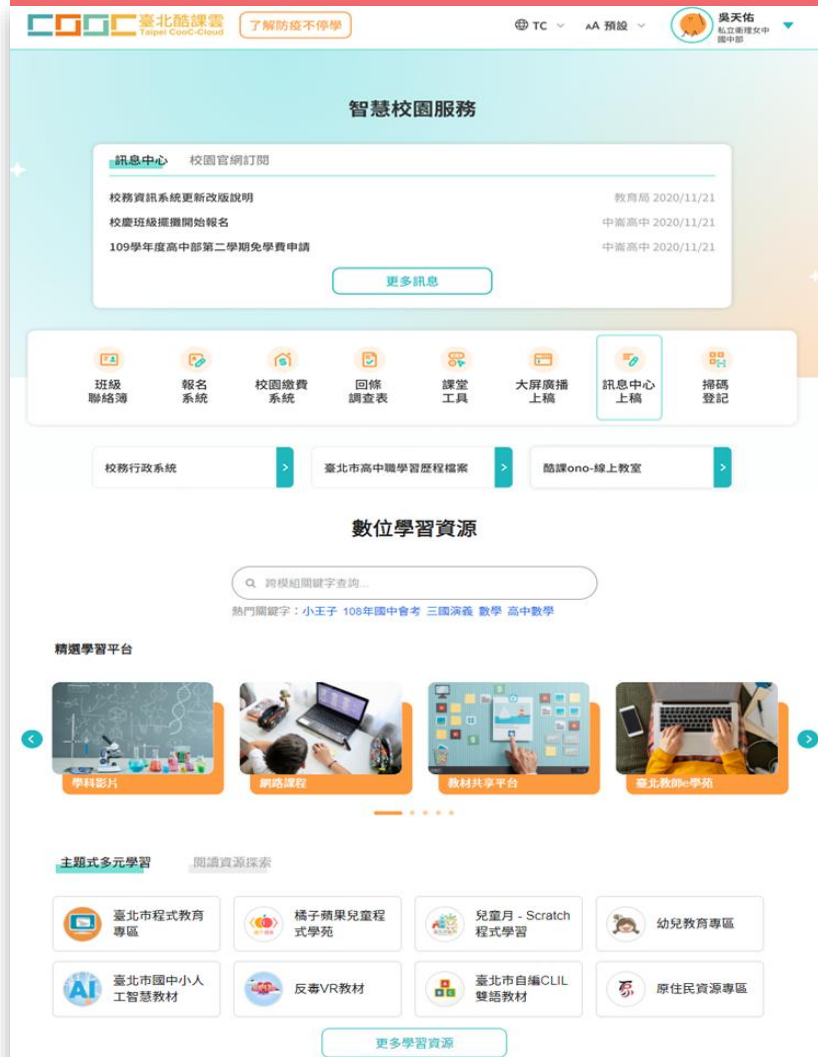 COOC 臺北酷課雲
Taipei CooC-Cloud
了解防疫不停學
TC
AA 預設
吳天佑
私立衛理女中
國中部
智慧校園服務
訊息中心 校園官網訂閱
校務資訊系統更新改版說明 教育局 2020/11/21
校慶班級擺攤開始報名 中崙高中 2020/11/21
109學年度高中部第二學期免學費申請 中崙高中 2020/11/21
更多訊息
班級
聯絡簿
報名
系統
校園繳費
系統
回條
調查表
課堂
工具
大屏廣播
上稿
訊息中心
上稿
掃碼
登記
校務行政系統
臺北市高中職學習歷程檔案
酷課ono-線上教室
數位學習資源
跨模組關鍵字查詢...
熱門關鍵字：小王子 108年國中會考 三國演義 數學 高中數學
精選學習平台
學科影片
網路課程
教材共享平台
臺北教師e學苑
主題式多元學習 閱讀資源探索
臺北市程式教育
專區
橘子蘋果兒童程
式學苑
兒童月 - Scratch
程式學習
幼兒教育專區
AI
臺北市國中小人
工智慧教材
反毒VR教材
臺北市自編CLIL
雙語教材
原住民資源專區
更多學習資源